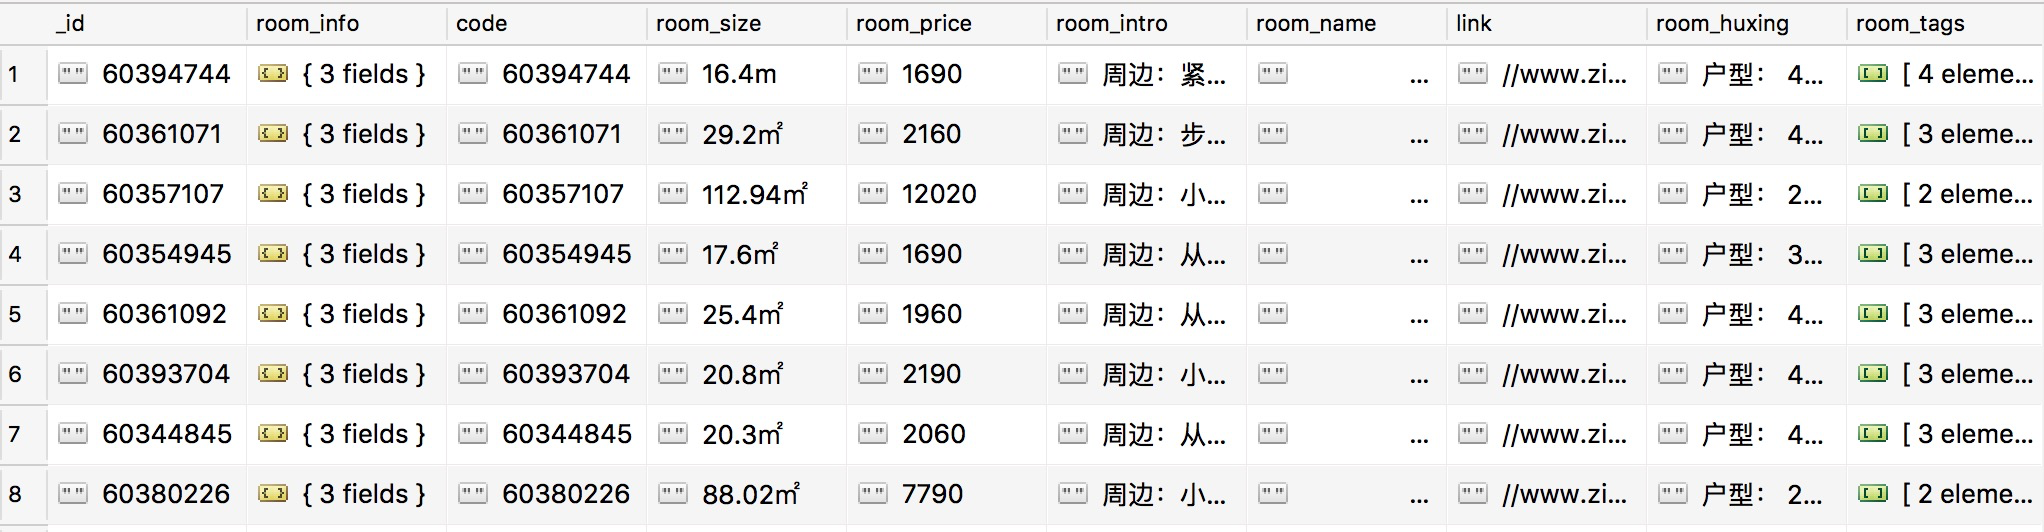 _id room_info code room_size room_price room_intro room_name link room_huxing room_tags
1 60394744 { 3 fields } 60394744 16.4m 1690 周边：紧... ... //www.zi... 户型： 4... [ 4 eleme...
2 60361071 { 3 fields } 60361071 29.2㎡ 2160 周边：步... ... //www.zi... 户型： 4... [ 3 eleme...
3 60357107 { 3 fields } 60357107 112.94㎡ 12020 周边：小... ... //www.zi... 户型： 2... [ 2 eleme...
4 60354945 { 3 fields } 60354945 17.6㎡ 1690 周边：从... ... //www.zi... 户型： 3... [ 3 eleme...
5 60361092 { 3 fields } 60361092 25.4㎡ 1960 周边：从... ... //www.zi... 户型： 4... [ 3 eleme...
6 60393704 { 3 fields } 60393704 20.8㎡ 2190 周边：小... ... //www.zi... 户型： 4... [ 3 eleme...
7 60344845 { 3 fields } 60344845 20.3㎡ 2060 周边：从... ... //www.zi... 户型： 4... [ 3 eleme...
8 60380226 { 3 fields } 60380226 88.02㎡ 7790 周边：小... ... //www.zi... 户型： 2... [ 2 eleme...